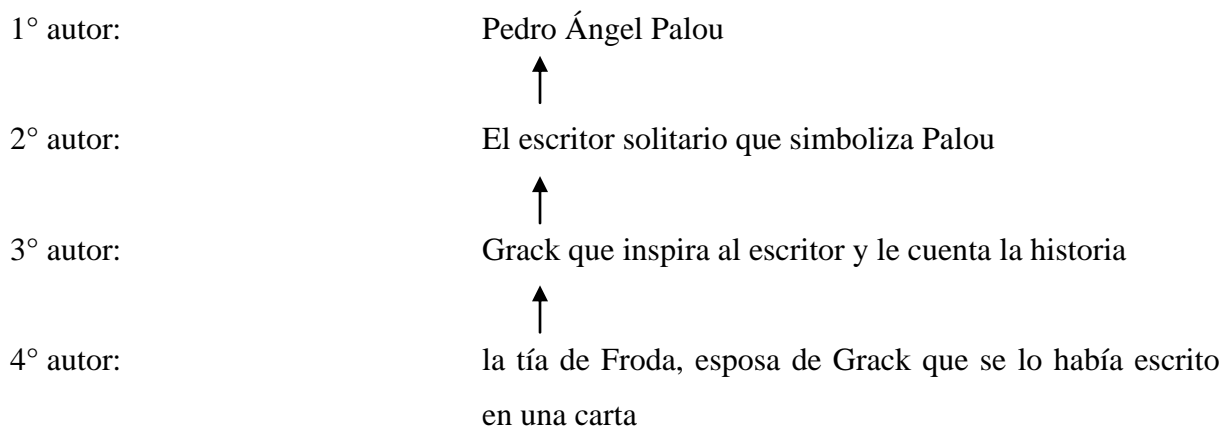 1° autor: Pedro Ángel Palou
2° autor: El escritor solitario que simboliza Palou
3° autor: Grack que inspira al escritor y le cuenta la historia
4° autor: la tía de Froda, esposa de Grack que se lo había escrito
en una carta